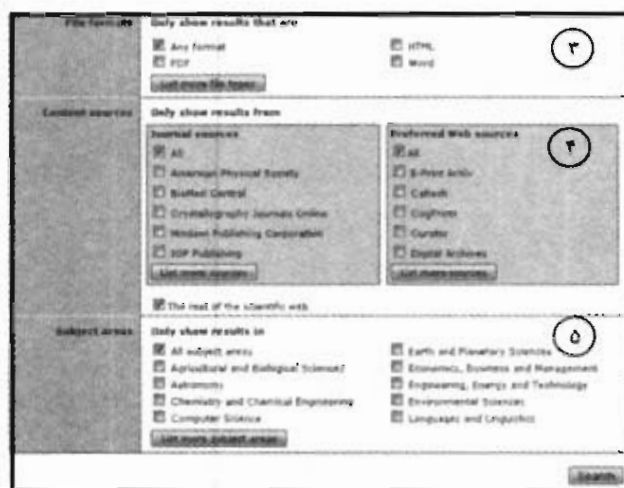 File formats Only show results that are
Any format HTML
PDF Word
List more file types
۳
Content sources Only show results from
Journal sources
All
American Physical Society
BioMed Central
Crystallography Journals Online
Hindawi Publishing Corporation
IOP Publishing
List more sources
Preferred Web sources
All
E-Print ArXiv
Caltech
CogPrints
Curator
Digital Archives
List more sources
۴
The rest of the scientific web
Subject areas Only show results in
All subject areas
Agricultural and Biological Sciences
Astronomy
Chemistry and Chemical Engineering
Computer Science
List more subject areas
Earth and Planetary Sciences
Economics, Business and Management
Engineering, Energy and Technology
Environmental Sciences
Languages and Linguistics
۵
Search